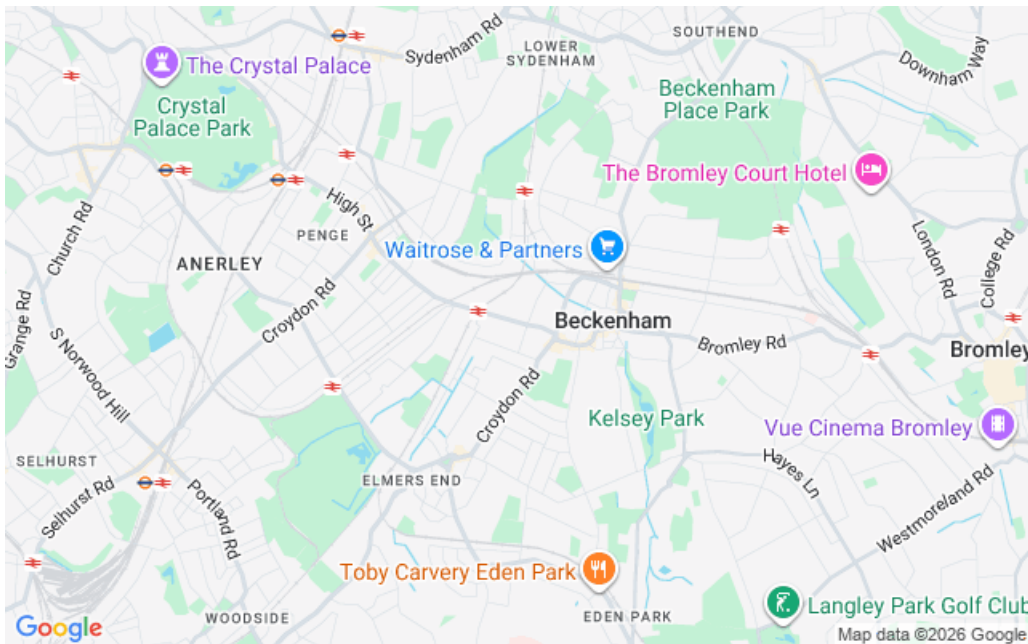 SOUTHEND
Sydenham Rd
LOWER
SYDENHAM
Downham Way
The Crystal Palace
Crystal
Palace Park
Beckenham
Place Park
The Bromley Court Hotel
High St
Church Rd
PENGE
ANERLEY
Waitrose & Partners
London Rd
College Rd
Croydon Rd
Grange Rd
S Norwood Hill
Beckenham
Bromley Rd
Bromley
Croydon Rd
Kelsey Park
Vue Cinema Bromley
SELHURST
ELMERS END
Hayes Ln
Selhurst Rd
Portland Rd
Westmoreland Rd
Toby Carvery Eden Park
WOODSIDE
EDEN PARK
Langley Park Golf Club
Google
Map data ©2026 Google